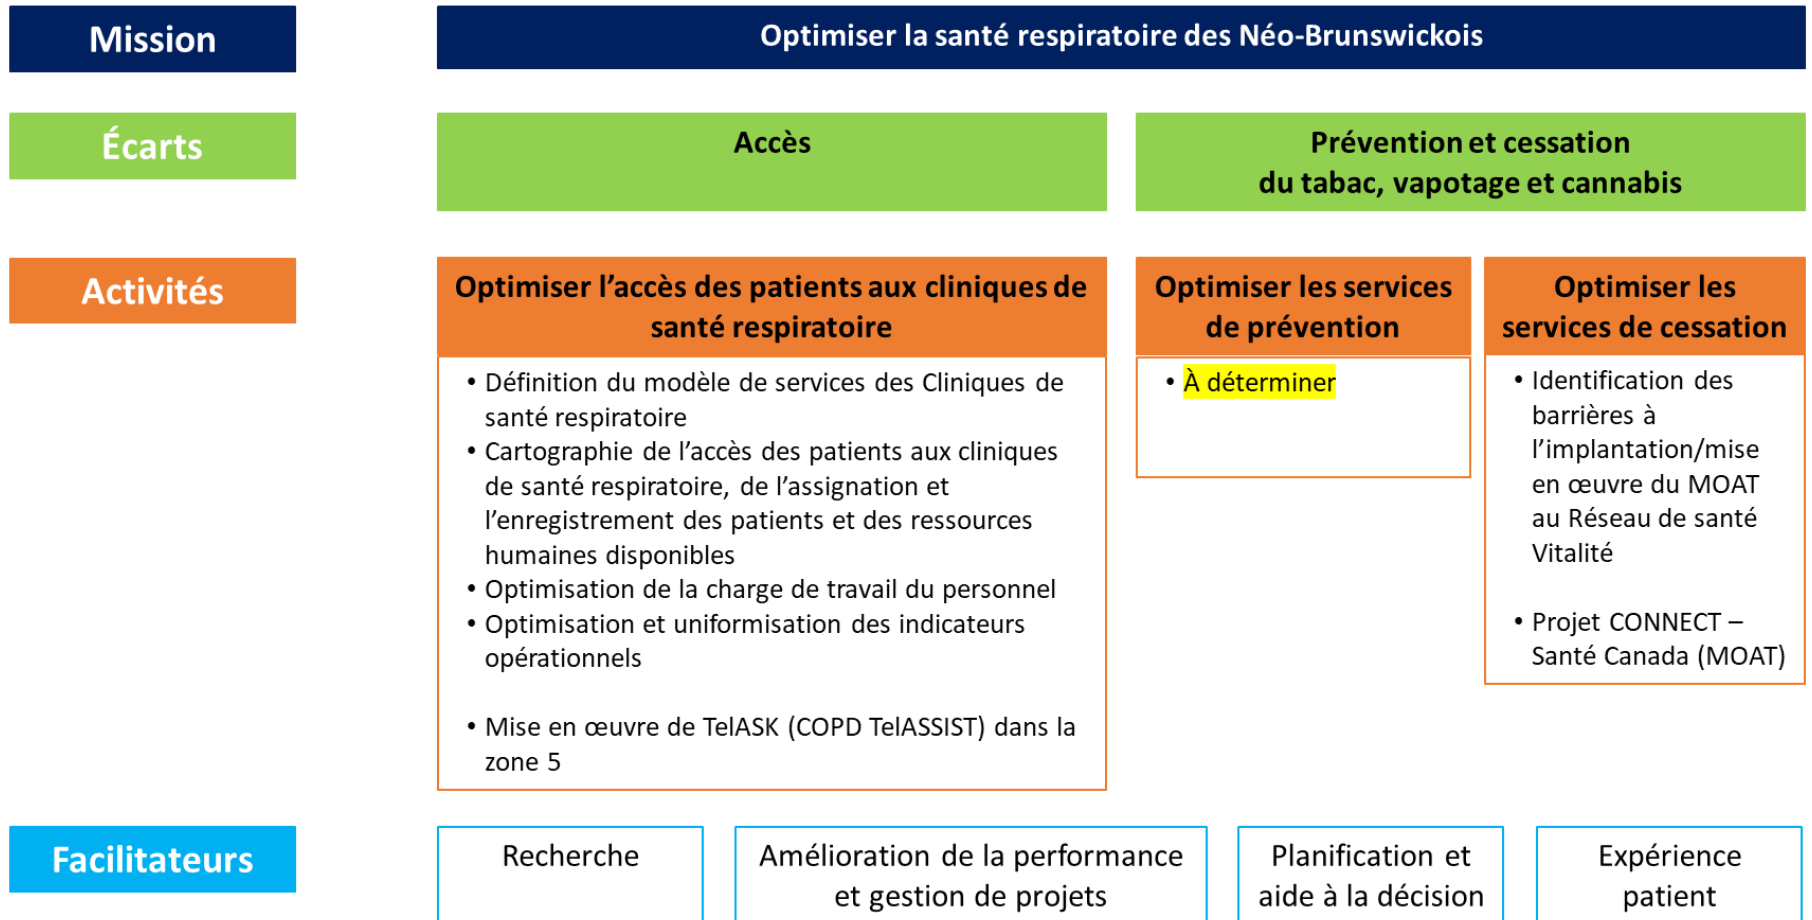 Mission
Optimiser la santé respiratoire des Néo-Brunswickois
Écarts
Accès
Prévention et cessation
du tabac, vapotage et cannabis
Activités
Optimiser l’accès des patients aux cliniques de
santé respiratoire
• Définition du modèle de services des Cliniques de
santé respiratoire
• Cartographie de l’accès des patients aux cliniques
de santé respiratoire, de l’assignation et
l’enregistrement des patients et des ressources
humaines disponibles
• Optimisation de la charge de travail du personnel
• Optimisation et uniformisation des indicateurs
opérationnels
• Mise en œuvre de TelASK (COPD TelASSIST) dans la
zone 5
Optimiser les services
de prévention
• À déterminer
Optimiser les
services de cessation
• Identification des
barrières à
l’implantation/mise
en œuvre du MOAT
au Réseau de santé
Vitalité
• Projet CONNECT –
Santé Canada (MOAT)
Facilitateurs
Recherche
Amélioration de la performance
et gestion de projets
Planification et
aide à la décision
Expérience
patient